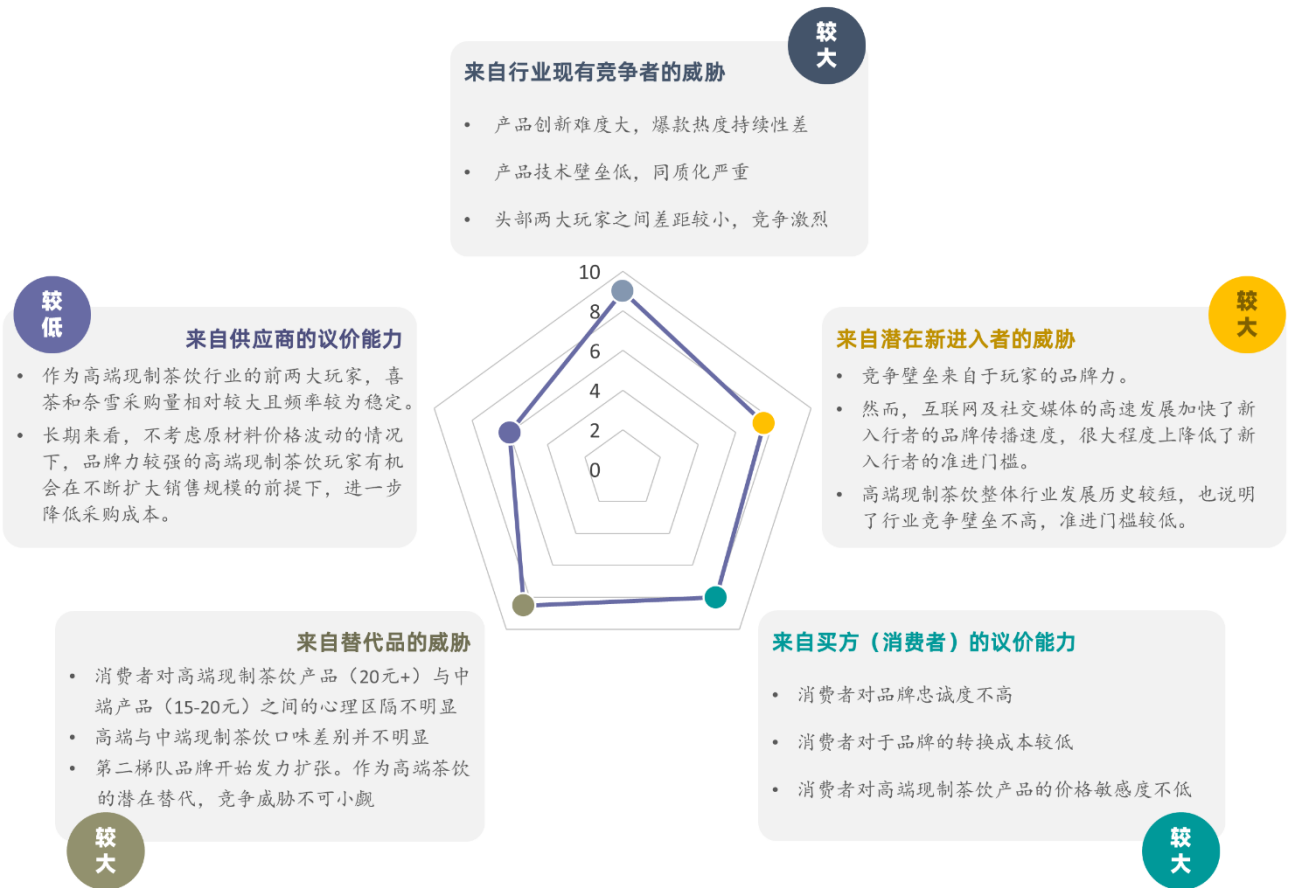 较
大
来自行业现有竞争者的威胁
• 产品创新难度大，爆款热度持续性差
• 产品技术壁垒低，同质化严重
• 头部两大玩家之间差距较小，竞争激烈
10
8
6
4
2
0
较
低
来自供应商的议价能力
• 作为高端现制茶饮行业的前两大玩家，喜
茶和奈雪采购量相对较大且频率较为稳定。
• 长期来看，不考虑原材料价格波动的情况
下，品牌力较强的高端现制茶饮玩家有机
会在不断扩大销售规模的前提下，进一步
降低采购成本。
较
大
来自潜在新进入者的威胁
• 竞争壁垒来自于玩家的品牌力。
• 然而，互联网及社交媒体的高速发展加快了新
入行者的品牌传播速度，很大程度上降低了新
入行者的准进门槛。
• 高端现制茶饮整体行业发展历史较短，也说明
了行业竞争壁垒不高，准进门槛较低。
来自替代品的威胁
• 消费者对高端现制茶饮产品（20元+）与中
端产品（15-20元）之间的心理区隔不明显
• 高端与中端现制茶饮口味差别并不明显
• 第二梯队品牌开始发力扩张。作为高端茶饮
的潜在替代，竞争威胁不可小觑
较
大
来自买方（消费者）的议价能力
• 消费者对品牌忠诚度不高
• 消费者对于品牌的转换成本较低
• 消费者对高端现制茶饮产品的价格敏感度不低
较
大